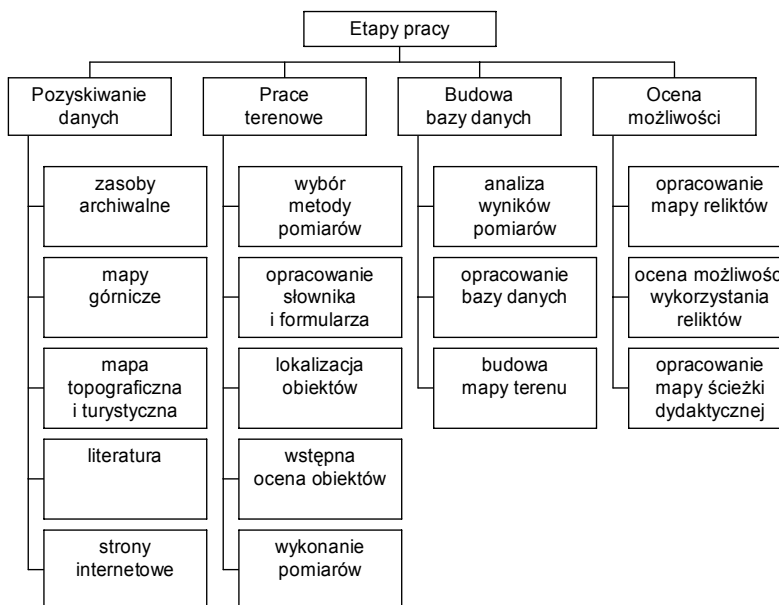 Etapy pracy
Pozyskiwanie
danych
Prace
terenowe
Budowa
bazy danych
Ocena
możliwości
zasoby
archiwalne
mapy
górnicze
mapa
topograficzna
i turystyczna
literatura
strony
internetowe
wybór
metody
pomiarów
opracowanie
słownika
i formularza
lokalizacja
obiektów
wstępna
ocena obiektów
wykonanie
pomiarów
analiza
wyników
pomiarów
opracowanie
bazy danych
budowa
mapy terenu
opracowanie
mapy reliktów
ocena możliwości
wykorzystania
reliktów
opracowanie
mapy ścieżki
dydaktycznej